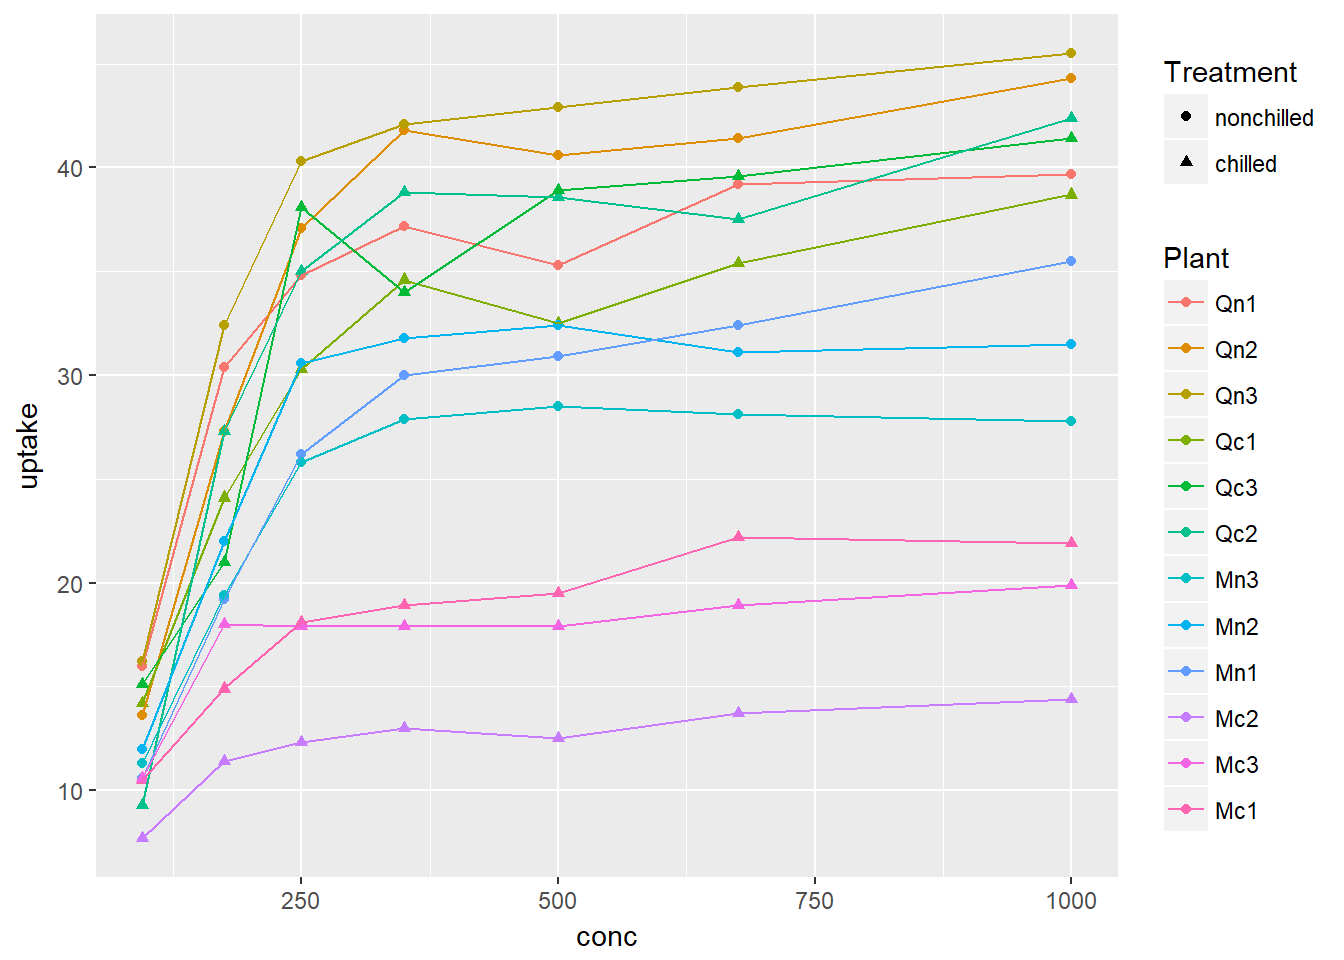 40
30
20
10
uptake
250
500
750
1000
conc
Treatment
nonchilled
chilled
Plant
Qn1
Qn2
Qn3
Qc1
Qc3
Qc2
Mn3
Mn2
Mn1
Mc2
Mc3
Mc1